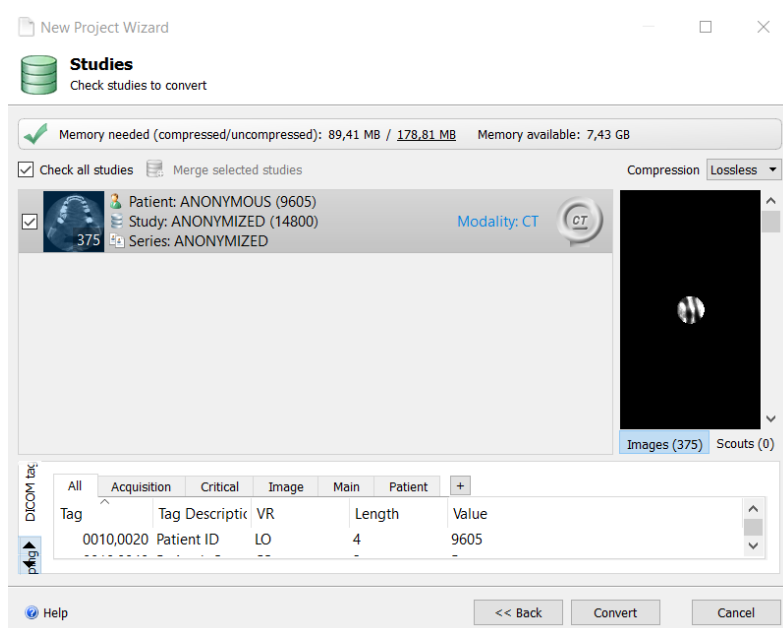 New Project Wizard
Studies
Check studies to convert
Memory needed (compressed/uncompressed): 89,41 MB / 178,81 MB Memory available: 7,43 GB
Check all studies Merge selected studies Compression Lossless
Patient: ANONYMOUS (9605)
Study: ANONYMIZED (14800) Modality: CT CT
375 Series: ANONYMIZED
Images (375) Scouts (0)
DICOM tag
All Acquisition Critical Image Main Patient +
Tag Tag Descriptic VR Length Value
0010,0020 Patient ID LO 4 9605
Help << Back Convert Cancel